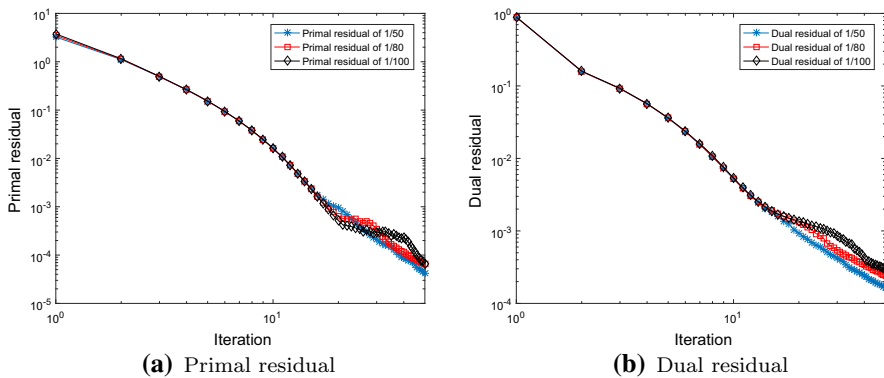 10^1
10^0
10^-1
10^-2
10^-3
10^-4
10^-5
Primal residual
10^0
10^1
Iteration
Primal residual of 1/50
Primal residual of 1/80
Primal residual of 1/100
(a) Primal residual
10^0
10^-1
10^-2
10^-3
10^-4
Dual residual
10^0
10^1
Iteration
Dual residual of 1/50
Dual residual of 1/80
Dual residual of 1/100
(b) Dual residual